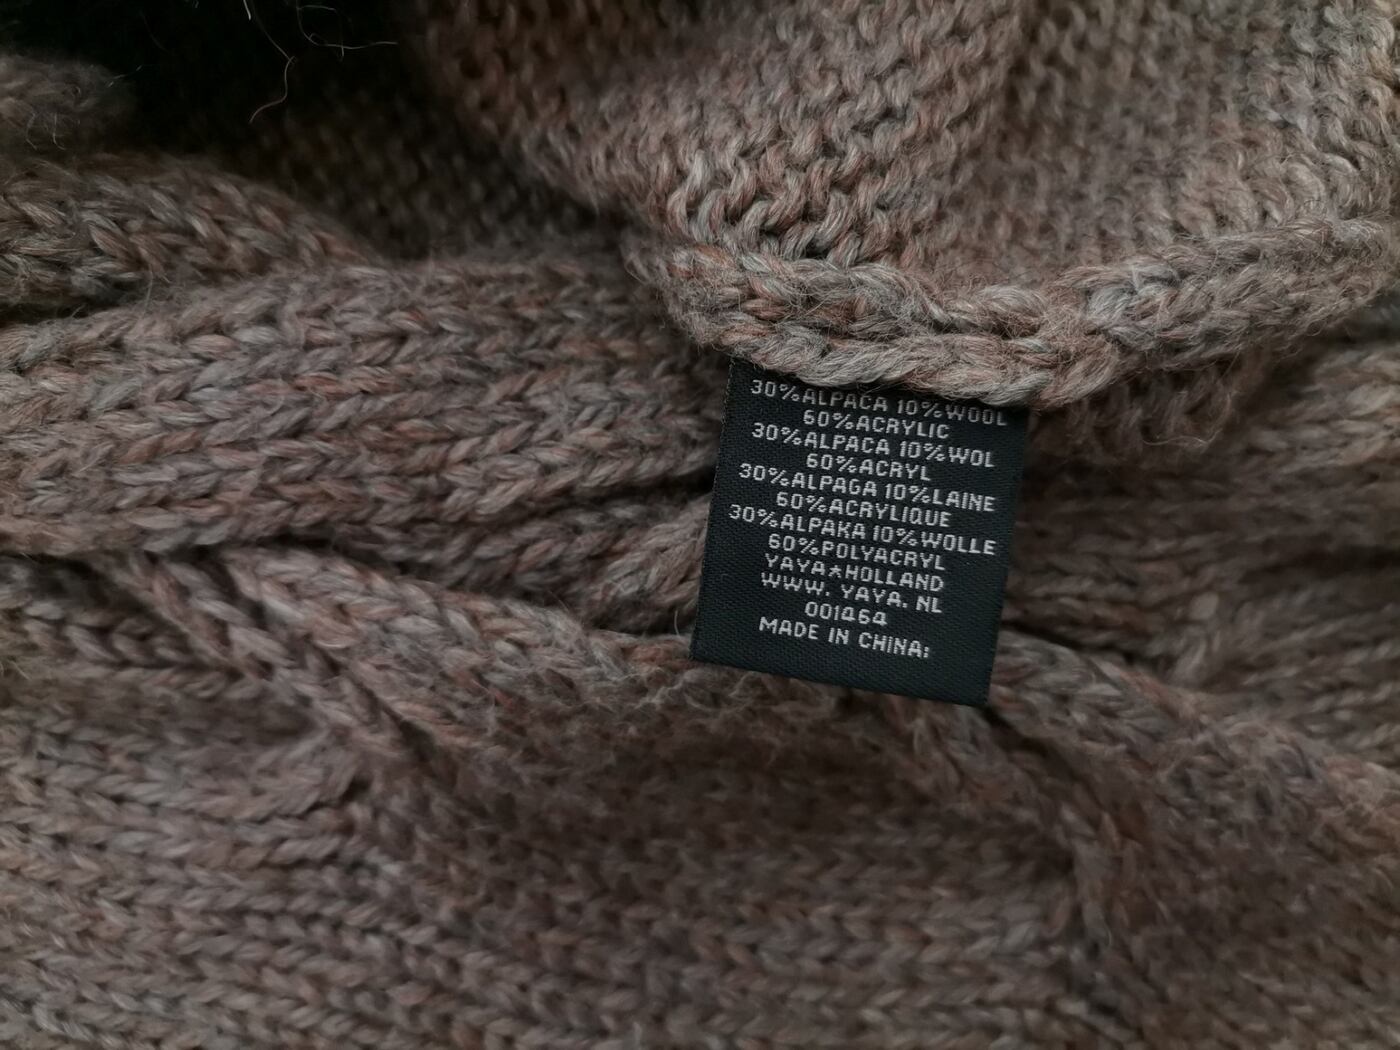 30%ALPACA 10%WOOL
60%ACRYLIC
30%ALPACA 10%WOL
60%ACRYL
30%ALPAGA 10%LAINE
60%ACRYLIQUE
30%ALPAKA 10%WOLLE
60%POLYACRYL
YAYA★HOLLAND
WWW. YAYA. NL
001464
MADE IN CHINA: